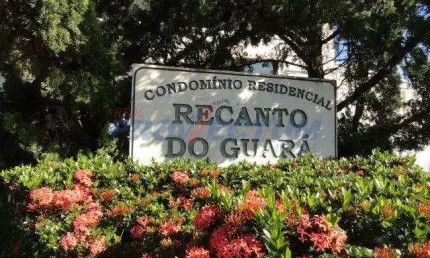 CONDOMÍNIO RESIDENCIAL
RECANTO
DO GUARÁ